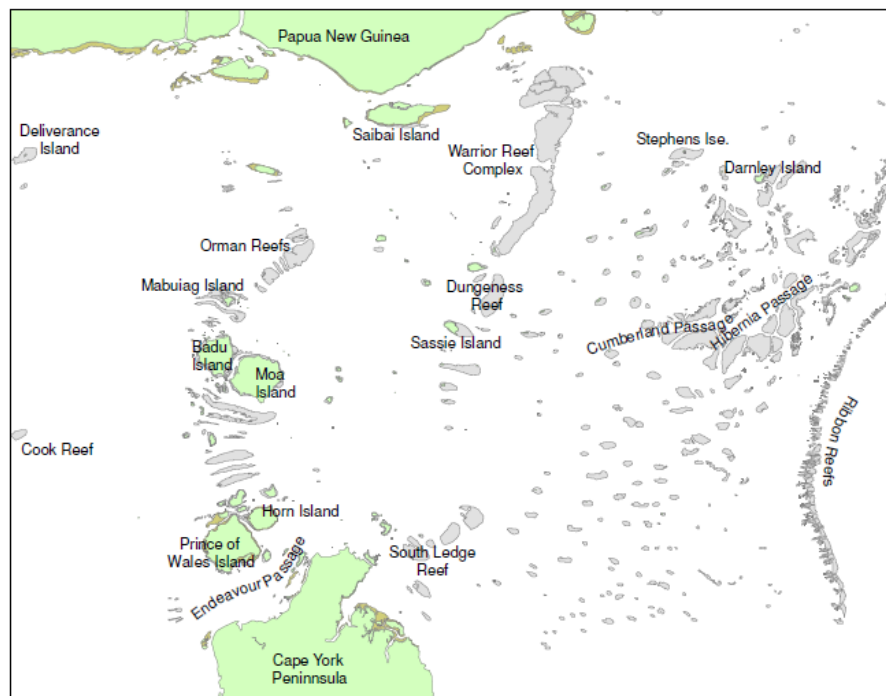 Papua New Guinea
Deliverance
Island
Saibai Island
Warrior Reef
Complex
Stephens Ise.
Darnley Island
Orman Reefs
Mabuiag Island
Dungeness
Reef
Cumberland Passage
Hibernia Passage
Sassie Island
Badu
Island
Moa
Island
Ribbon Reefs
Cook Reef
Horn Island
Prince of
Wales Island
Endeavour Passage
South Ledge
Reef
Cape York
Peninnsula